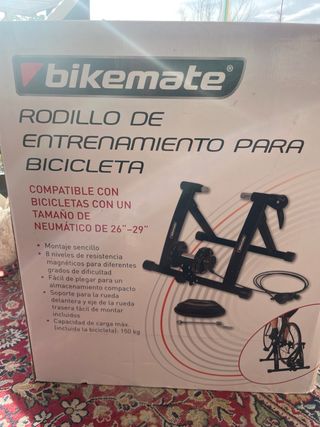 bikemate®
RODILLO DE
ENTRENAMIENTO PARA
BICICLETA
COMPATIBLE CON
BICICLETAS CON UN
TAMAÑO DE
NEUMÁTICO DE 26"-29"
• Montaje sencillo
• 8 niveles de resistencia
magnéticos para diferentes
grados de dificultad
• Fácil de plegar para un
almacenamiento compacto
• Soporte para la rueda
delantera y eje de la rueda
trasera fácil de montar
incluidos
• Capacidad de carga máx.
(incluida la bicicleta): 150 kg